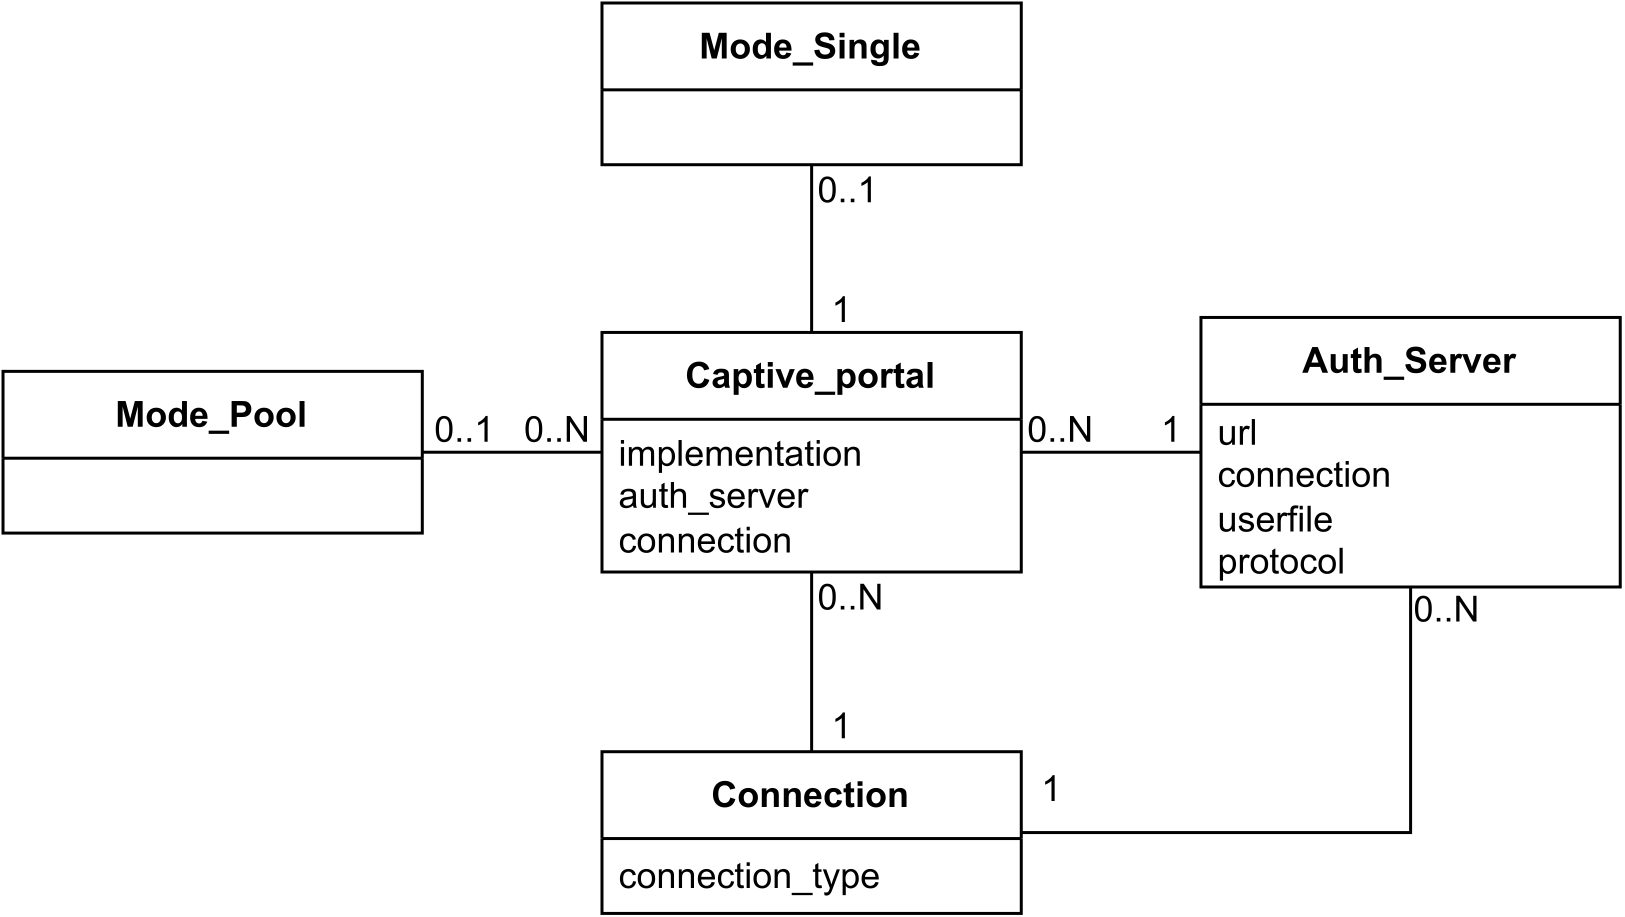 Mode_Single
0..1
1
Captive_portal
implementation
auth_server
connection
Mode_Pool
0..1 0..N
0..N 1
Auth_Server
url
connection
userfile
protocol
0..N
0..N
1
1
Connection
connection_type